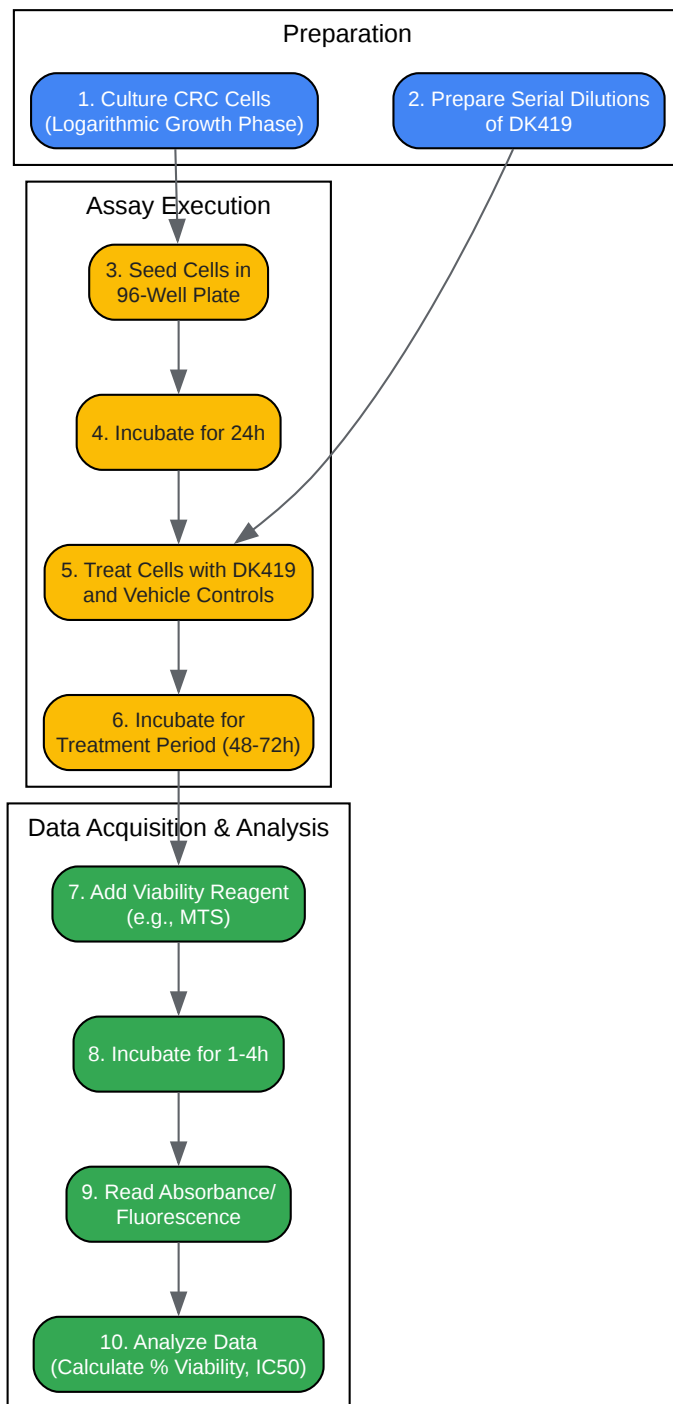 Preparation
1. Culture CRC Cells
(Logarithmic Growth Phase)
2. Prepare Serial Dilutions
of DK419
Assay Execution
3. Seed Cells in
96-Well Plate
4. Incubate for 24h
5. Treat Cells with DK419
and Vehicle Controls
6. Incubate for
Treatment Period (48-72h)
Data Acquisition & Analysis
7. Add Viability Reagent
(e.g., MTS)
8. Incubate for 1-4h
9. Read Absorbance/
Fluorescence
10. Analyze Data
(Calculate % Viability, IC50)